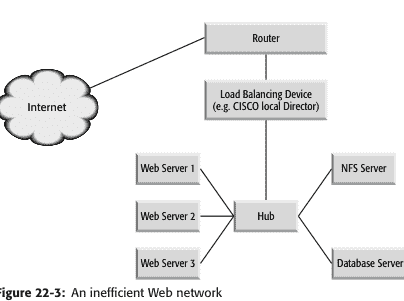 Router
Internet
Load Balancing Device
(e.g. CISCO local Director)
Web Server 1
NFS Server
Web Server 2
Hub
Web Server 3
Database Server
Figure 22-3: An inefficient Web network